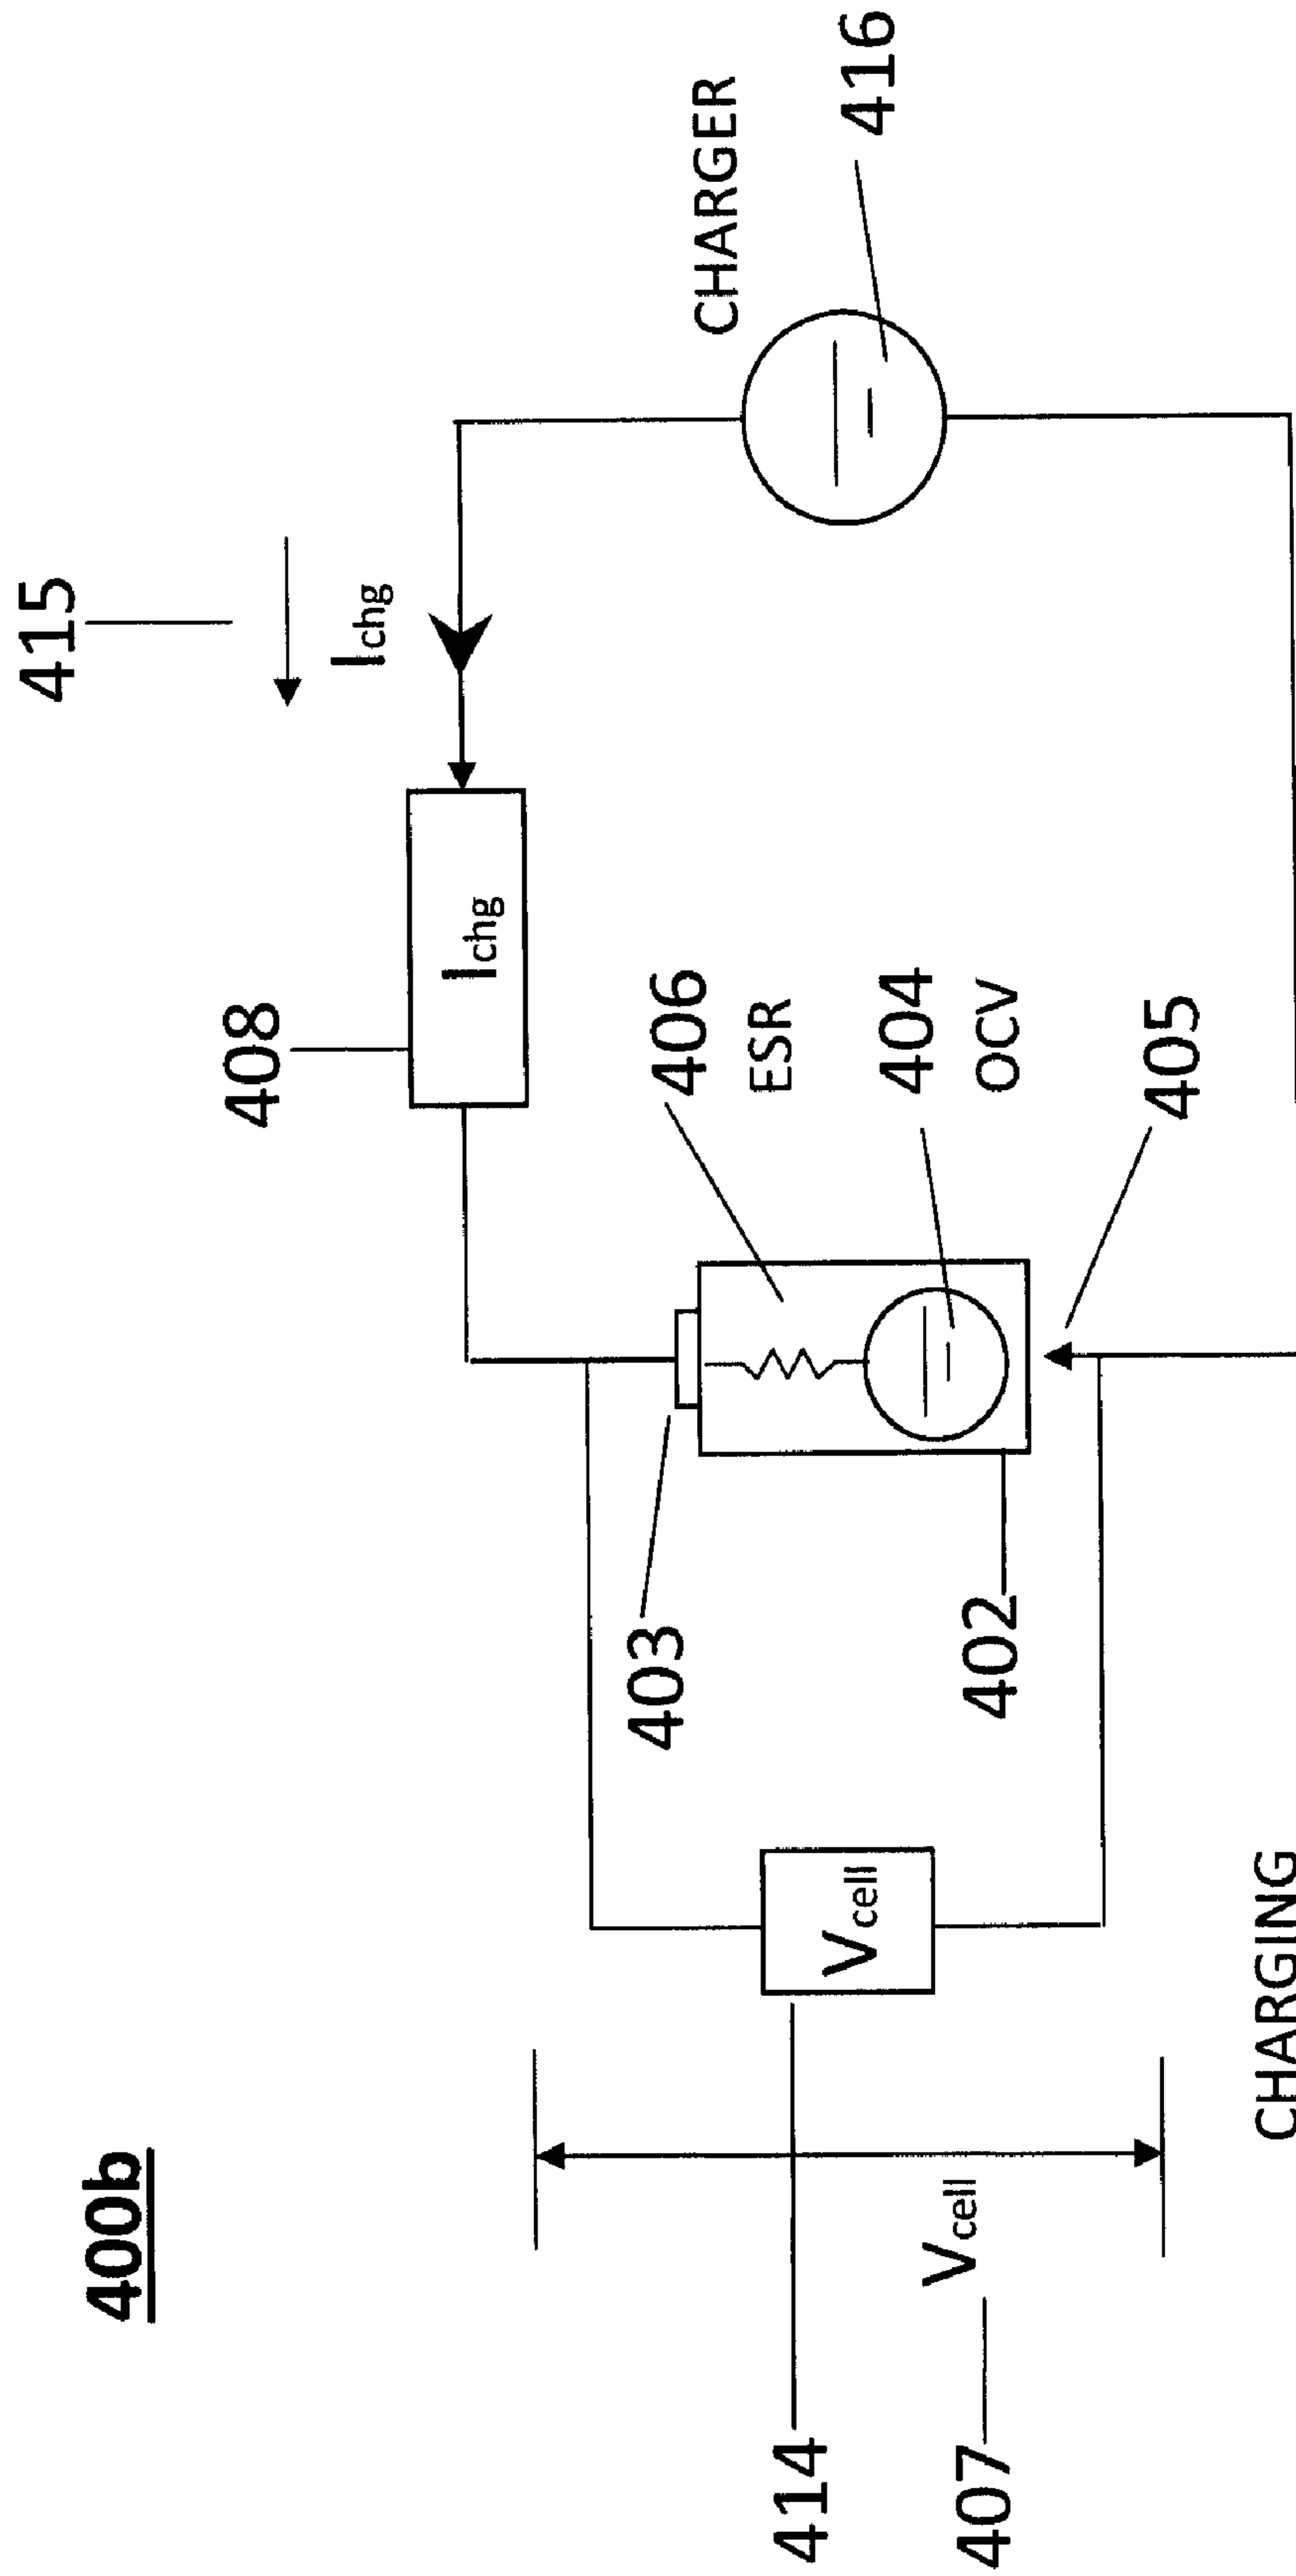 400b
415
Ichg
408
Ichg
CHARGER
416
406
ESR
403
404
OCV
402
405
Vcell
414
Vcell
407
CHARGING